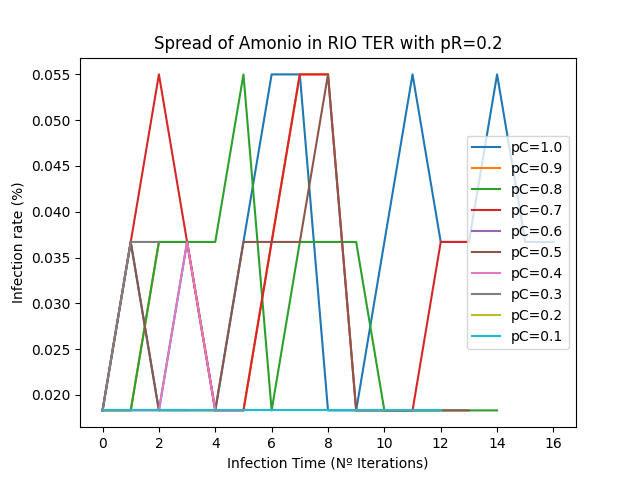 Spread of Amonio in RIO TER with pR=0.2
Infection rate (%)
0.055
0.050
0.045
0.040
0.035
0.030
0.025
0.020
pC=1.0
pC=0.9
pC=0.8
pC=0.7
pC=0.6
pC=0.5
pC=0.4
pC=0.3
pC=0.2
pC=0.1
0 2 4 6 8 10 12 14 16
Infection Time (Nº Iterations)